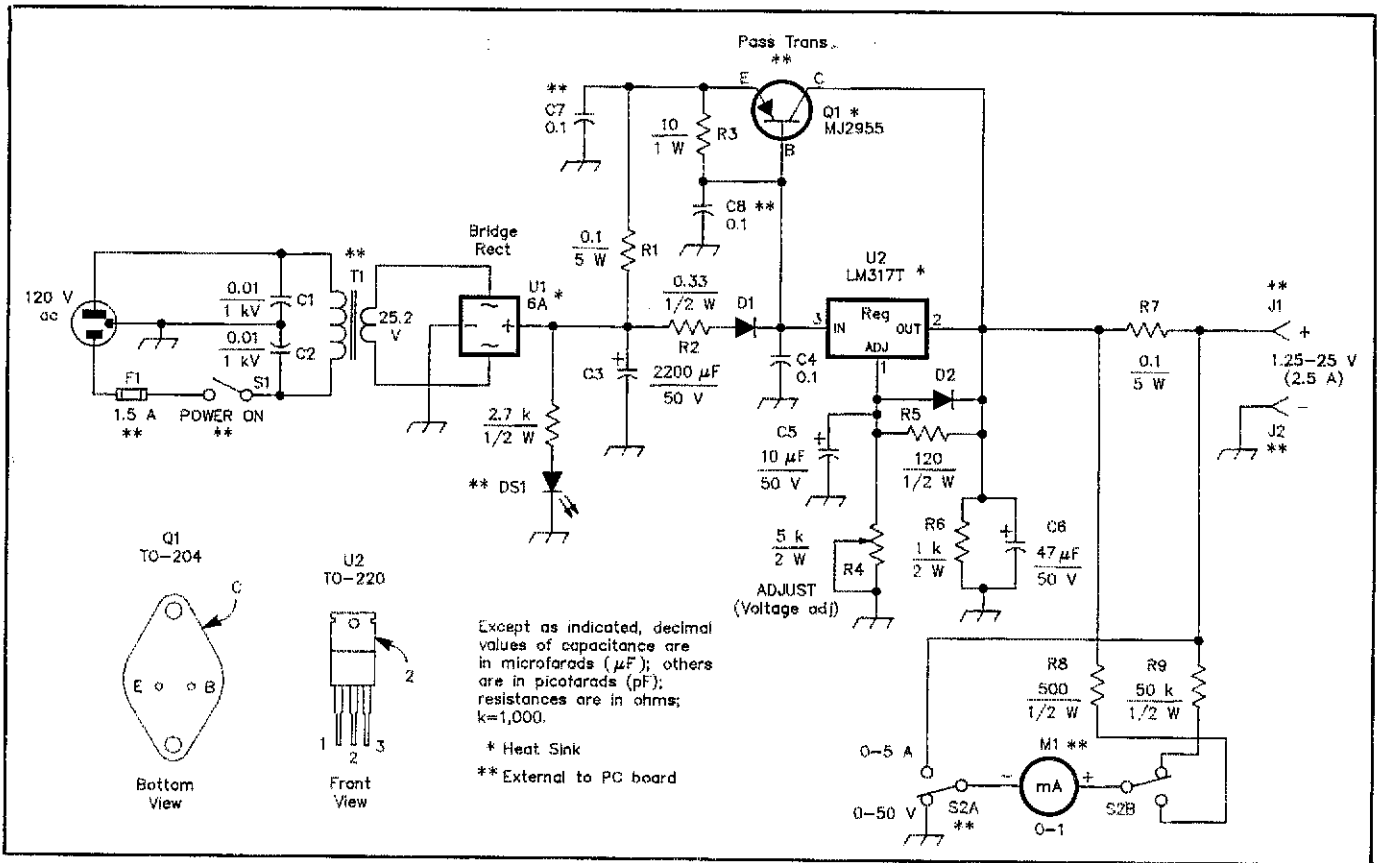 Pass Trans.
**
E
C
**
C7
0.1
10
1 W
R3
Q1 *
MJ2955
B
C8 **
0.1
Bridge
Rect
0.1
5 W
R1
U2
LM317T *
**
T1
120 V
ac
0.01
1 kV
C1
0.01
1 kV
C2
25.2
V
U1
6A *
~
- +
~
0.33
1/2 W
R2
D1
3
IN
Reg
OUT
2
ADJ
1
R7
0.1
5 W
**
J1
+
1.25-25 V
(2.5 A)
-
J2
**
F1
1.5 A
**
S1
POWER ON
**
C3
+
2200 µF
50 V
C4
0.1
D2
2.7 k
1/2 W
** DS1
C5
+
10 µF
50 V
R5
120
1/2 W
5 k
2 W
R4
ADJUST
(Voltage adj)
R6
1 k
2 W
C6
+
47 µF
50 V
Q1
TO-204
C
E
B
Bottom
View
U2
TO-220
2
1
2
3
Front
View
Except as indicated, decimal
values of capacitance are
in microfarads (µF); others
are in picofarads (pF);
resistances are in ohms;
k=1,000.
* Heat Sink
** External to PC board
R8
500
1/2 W
R9
50 k
1/2 W
0-5 A
0-50 V
S2A
**
M1 **
-
mA
+
0-1
S2B